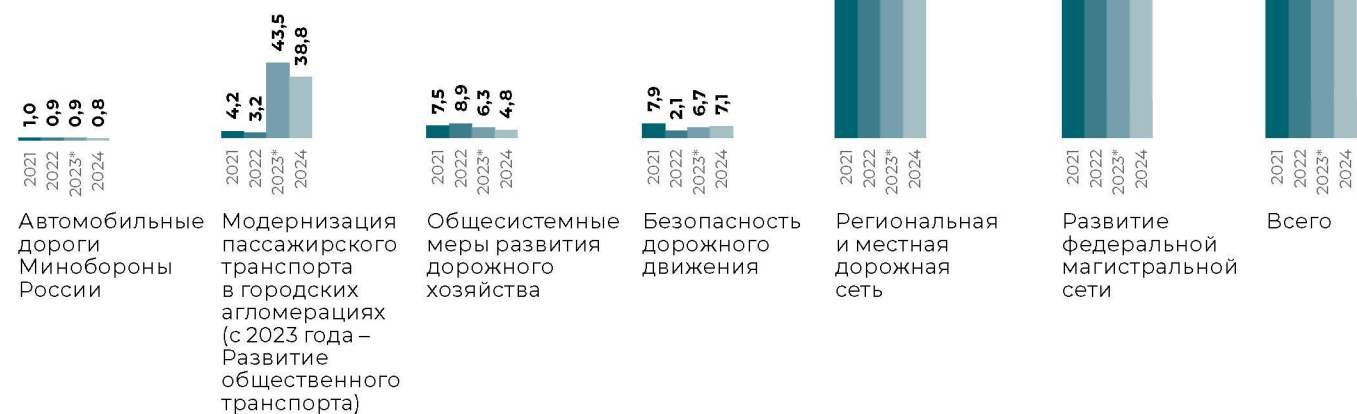 1,0 0,9 0,9 0,8
2021 2022 2023* 2024
Автомобильные
дороги
Минобороны
России
4,2 3,2 43,5 38,8
2021 2022 2023* 2024
Модернизация
пассажирского
транспорта
в городских
агломерациях
(с 2023 года –
Развитие
общественного
транспорта)
7,5 8,9 6,3 4,8
2021 2022 2023* 2024
Общесистемные
меры развития
дорожного
хозяйства
7,9 2,1 6,7 7,1
2021 2022 2023* 2024
Безопасность
дорожного
движения
2021 2022 2023* 2024
Региональная
и местная
дорожная
сеть
2021 2022 2023* 2024
Развитие
федеральной
магистральной
сети
2021 2022 2023* 2024
Всего